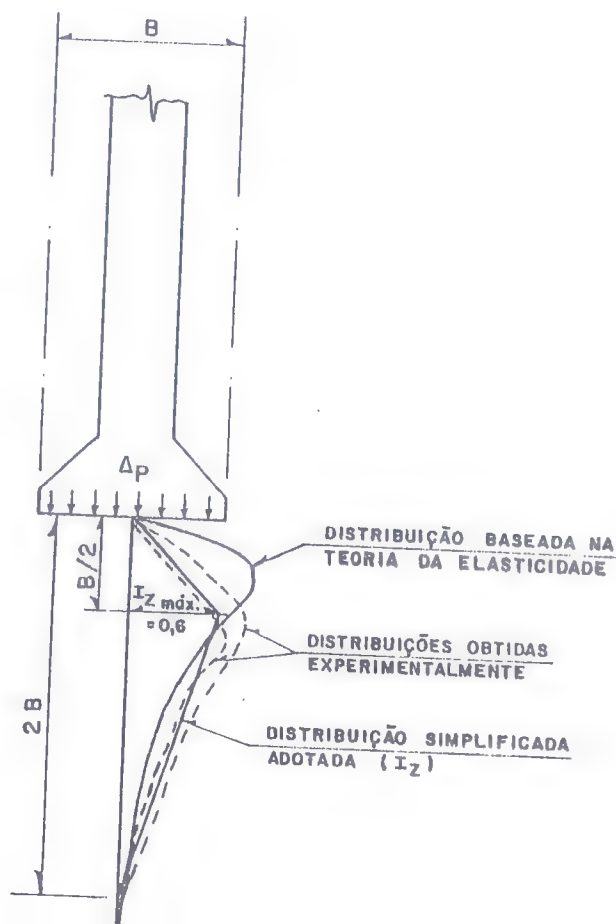 B
Δp
B/2
Iz máx.
=0,6
2B
DISTRIBUIÇÃO BASEADA NA
TEORIA DA ELASTICIDADE
DISTRIBUIÇÕES OBTIDAS
EXPERIMENTALMENTE
DISTRIBUIÇÃO SIMPLIFICADA
ADOTADA (Iz)